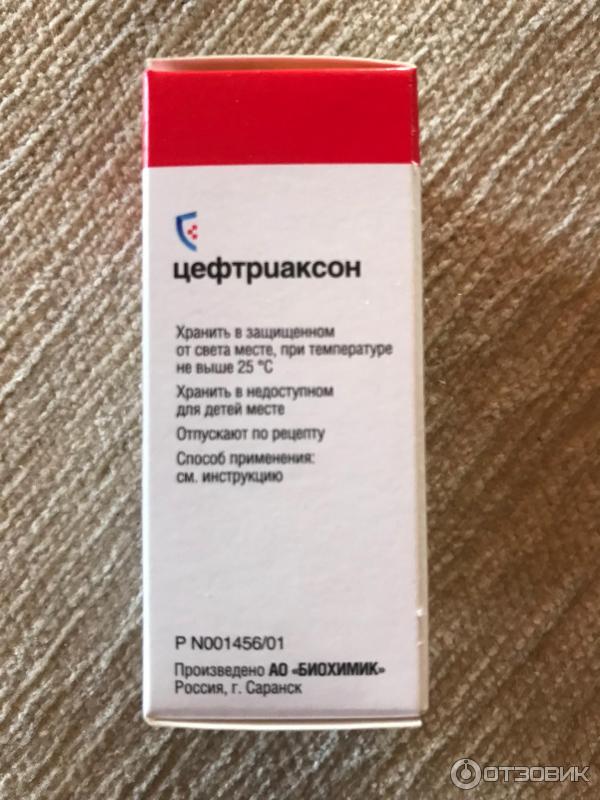 цефтриаксон
Хранить в защищенном
от света месте, при температуре
не выше 25 °C
Хранить в недоступном
для детей месте
Отпускают по рецепту
Способ применения:
см. инструкцию
Р N001456/01
Произведено АО «БИОХИМИК»
Россия, г. Саранск
ОТЗОВИК